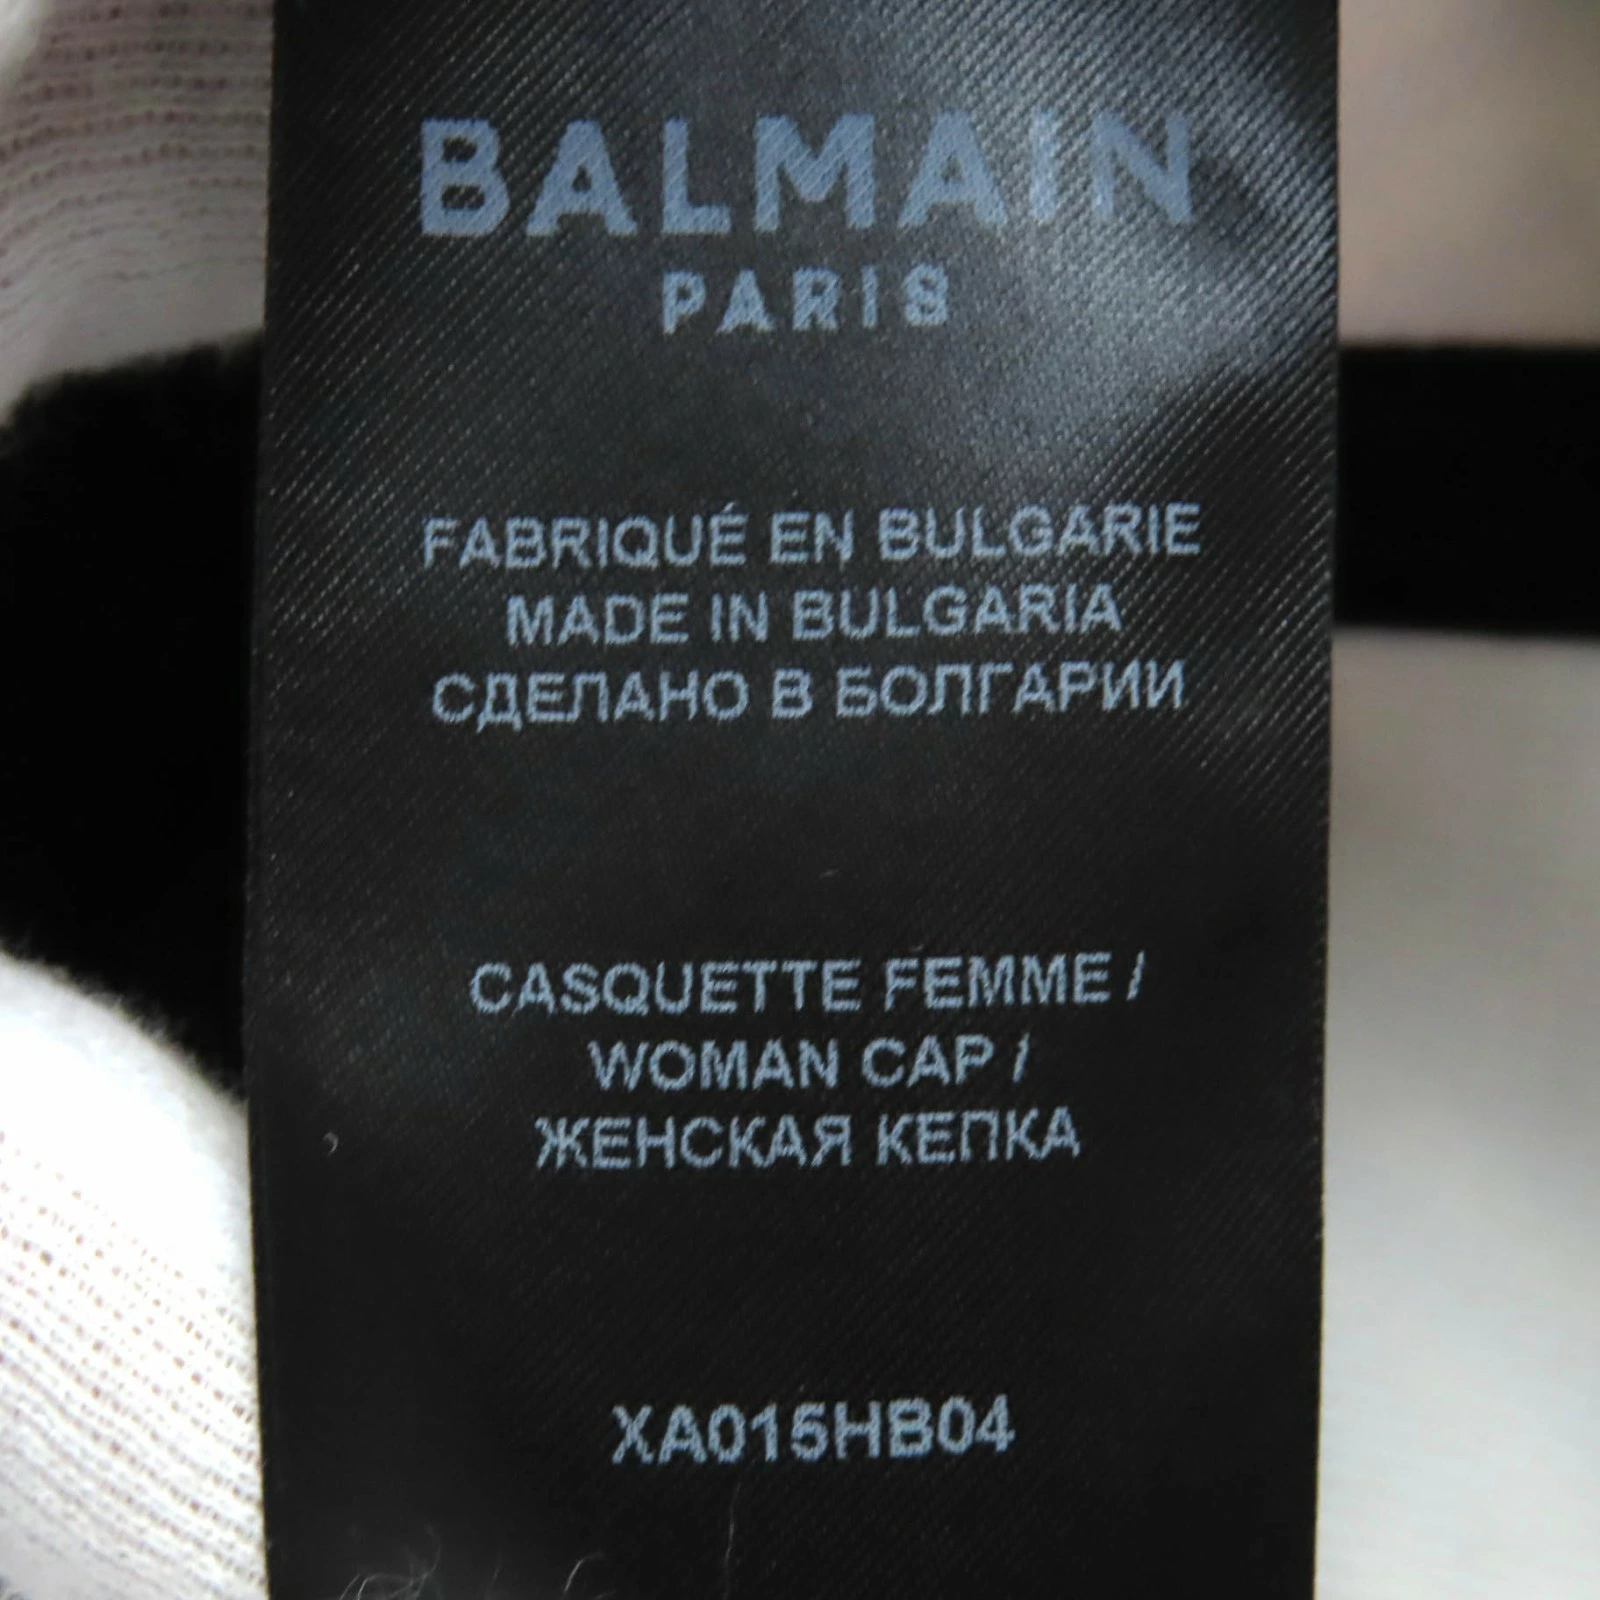 BALMAIN
PARIS
FABRIQUÉ EN BULGARIE
MADE IN BULGARIA
СДЕЛАНО В БОЛГАРИИ
CASQUETTE FEMME /
WOMAN CAP /
ЖЕНСКАЯ КЕПКА
XA015HB04